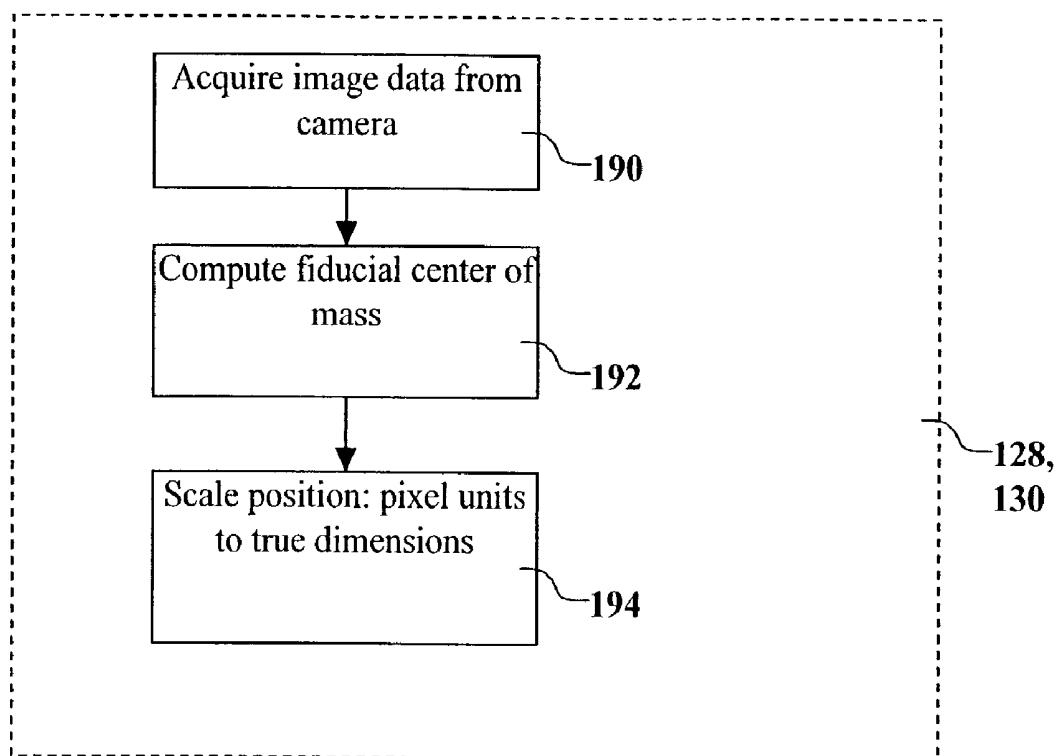 Acquire image data from
camera
190
Compute fiducial center of
mass
192
Scale position: pixel units
to true dimensions
194
128,
130